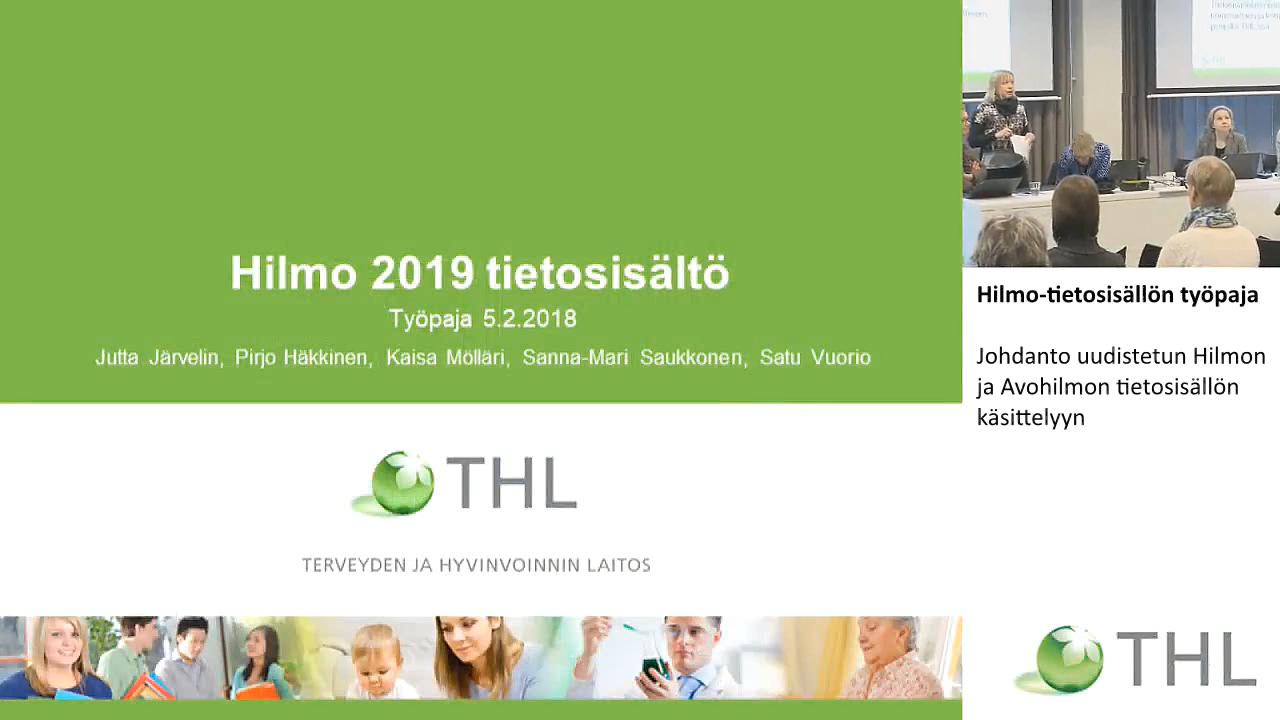 Hilmo 2019 tietosisältö
Työpaja 5.2.2018
Jutta Järvelin, Pirjo Häkkinen, Kaisa Mölläri, Sanna-Mari Saukkonen, Satu Vuorio
THL
TERVEYDEN JA HYVINVOINNIN LAITOS
Hilmo-tietosisällön työpaja
Johdanto uudistetun Hilmon
ja Avohilmon tietosisällön
käsittelyyn
THL